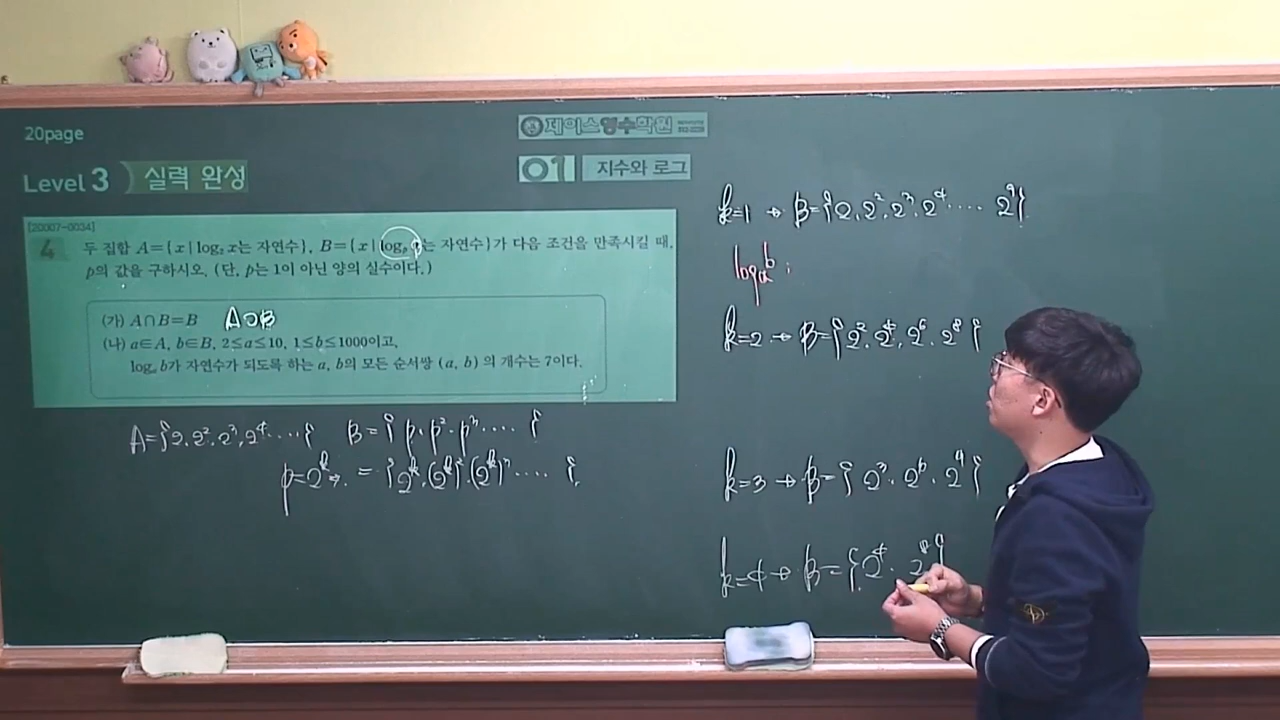 20page
제이스영수학원
Level 3 실력 완성
01 지수와 로그
[20007-0034]
4 두 집합 A={x | log₂ x는 자연수}, B={x | logₚ x는 자연수}가 다음 조건을 만족시킬 때,
p의 값을 구하시오. (단, p는 1이 아닌 양의 실수이다.)
(가) A∩B=B A⊃B
(나) a∈A, b∈B, 2≤a≤10, 1≤b≤1000이고,
logₐ b가 자연수가 되도록 하는 a, b의 모든 순서쌍 (a, b)의 개수는 7이다.
A={2, 2², 2³, 2⁴ ....} B={p, p², p³ ....}
p=2ᵏ → = {2ᵏ, (2ᵏ)², (2ᵏ)³ ....}
k=1 → B={2, 2², 2³, 2⁴ .... 2⁹}
logₐ b :
k=2 → B={2², 2⁴, 2⁶, 2⁸}
k=3 → B={2³, 2⁶, 2⁹}
k=4 → B={2⁴, 2⁸}